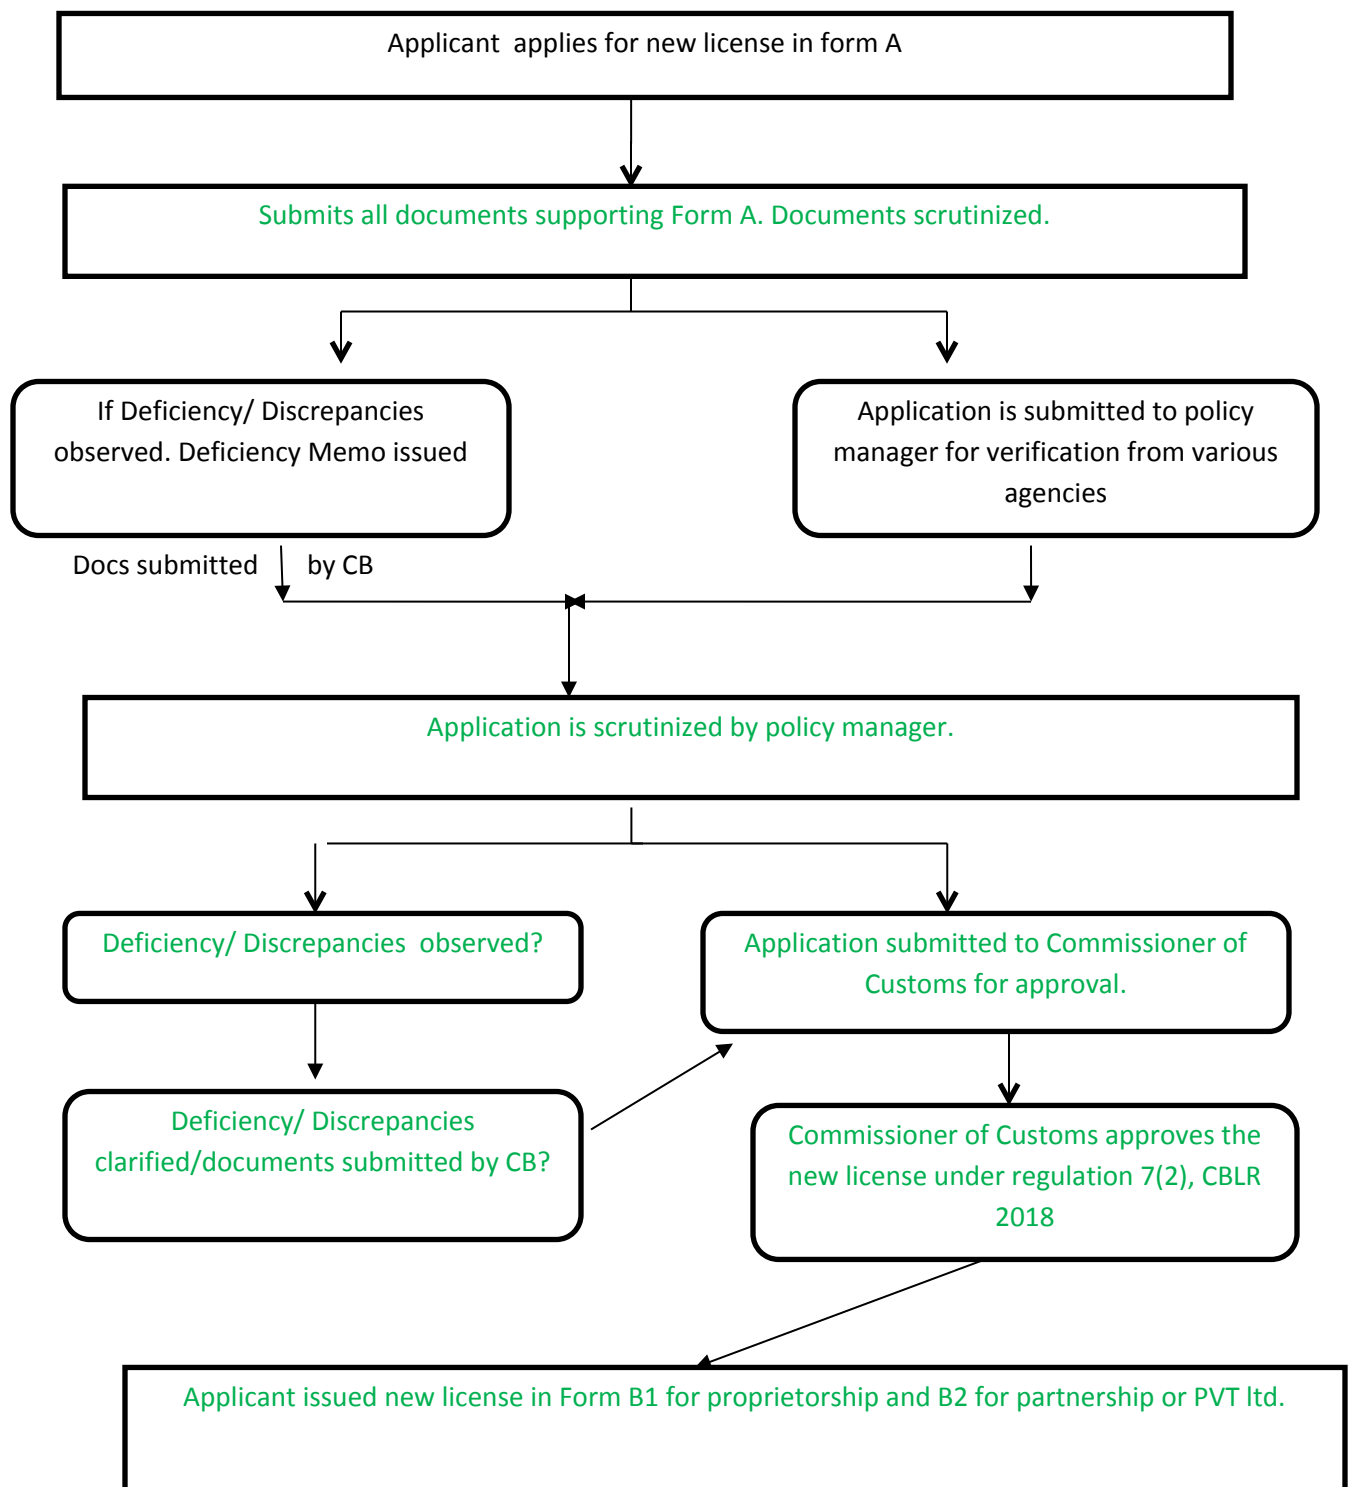 Applicant  applies for new license in form A
Submits all documents supporting Form A. Documents scrutinized.
If Deficiency/ Discrepancies
observed. Deficiency Memo issued
Application is submitted to policy
manager for verification from various
agencies
Docs submitted by CB
Application is scrutinized by policy manager.
Deficiency/ Discrepancies  observed?
Application submitted to Commissioner of
Customs for approval.
Deficiency/ Discrepancies
clarified/documents submitted by CB?
Commissioner of Customs approves the
new license under regulation 7(2), CBLR
2018
Applicant issued new license in Form B1 for proprietorship and B2 for partnership or PVT ltd.